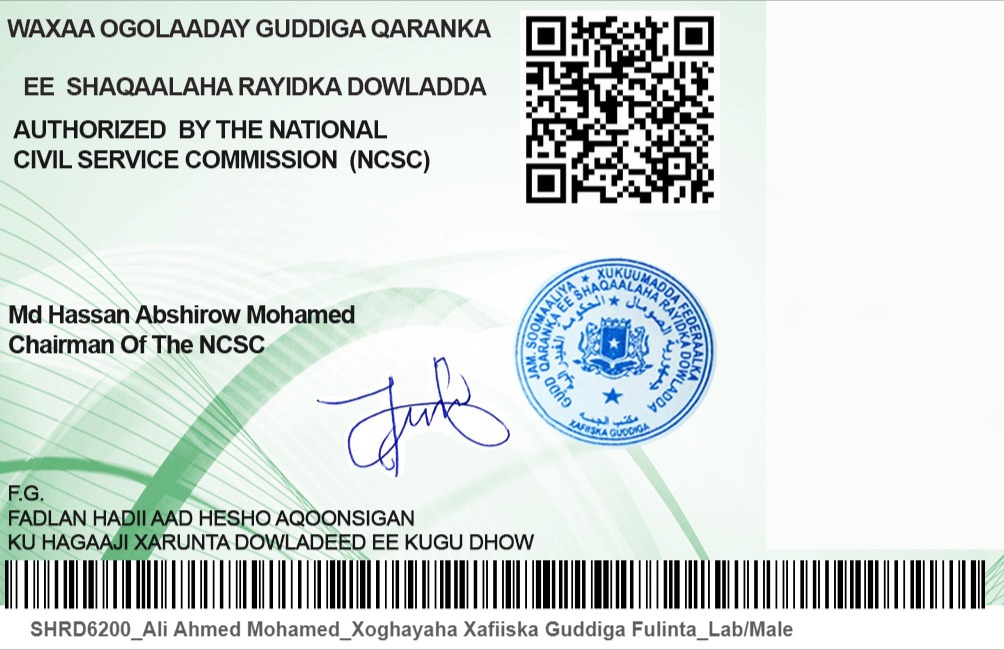 WAXAA OGOLAADAY GUDDIGA QARANKA
EE SHAQAALAHA RAYIDKA DOWLADDA
AUTHORIZED BY THE NATIONAL
CIVIL SERVICE COMMISSION (NCSC)
JAM. SOOMAALIYA ★ XUKUUMADDA FEDERAALKA
GUDD QARANKA EE SHAQAALAHA RAYIDKA DOWLADDA
XAFIISKA GUDDIGA
Md Hassan Abshirow Mohamed
Chairman Of The NCSC
F.G.
FADLAN HADII AAD HESHO AQOONSIGAN
KU HAGAAJI XARUNTA DOWLADEED EE KUGU DHOW
SHRD6200_Ali Ahmed Mohamed_Xoghayaha Xafiiska Guddiga Fulinta_Lab/Male